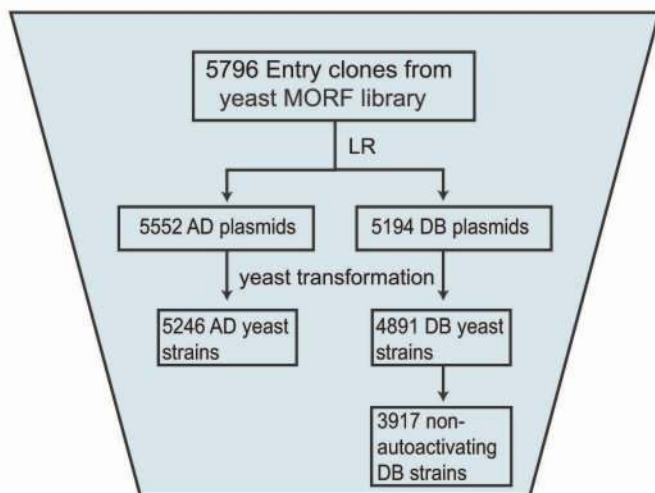 5796 Entry clones from
yeast MORF library
LR
5552 AD plasmids
5194 DB plasmids
yeast transformation
5246 AD yeast
strains
4891 DB yeast
strains
3917 non-
autoactivating
DB strains